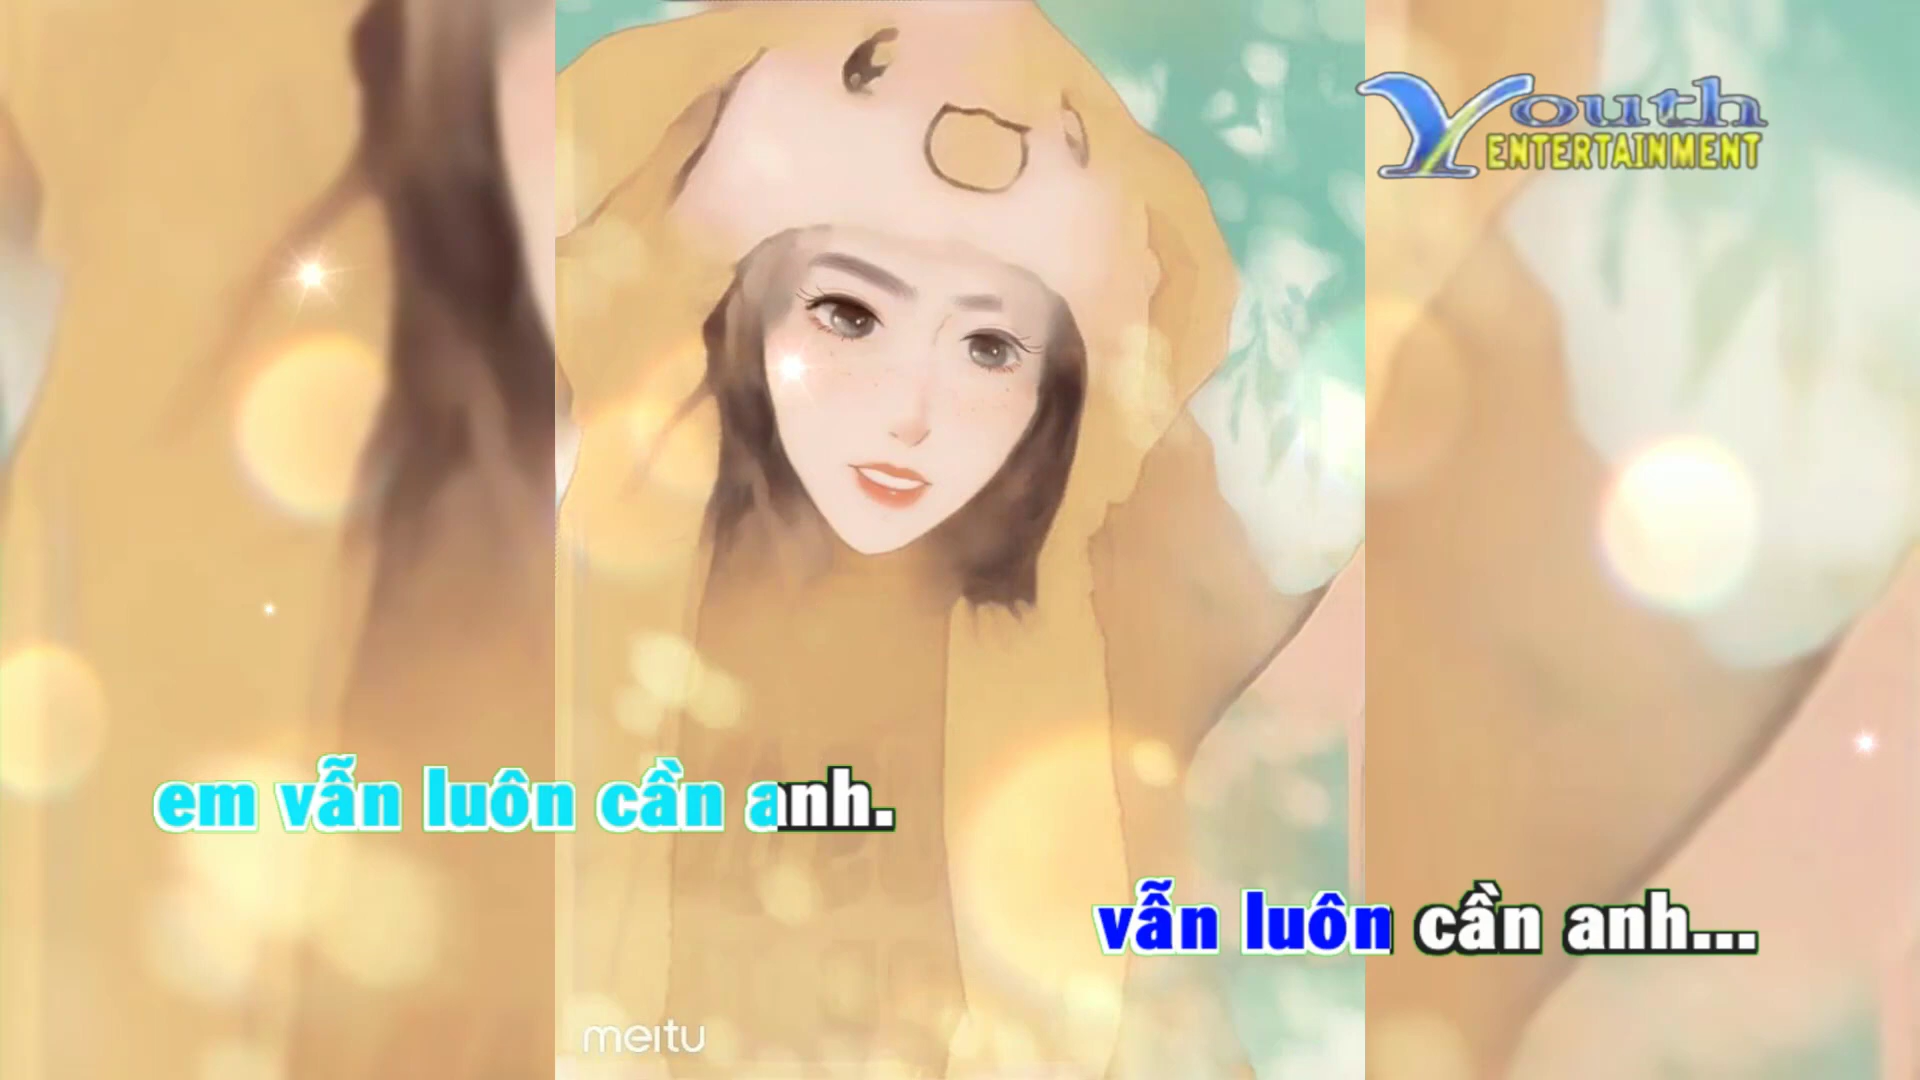 Youth
ENTERTAINMENT
em vẫn luôn cần anh.
vẫn luôn cần anh...
meitu